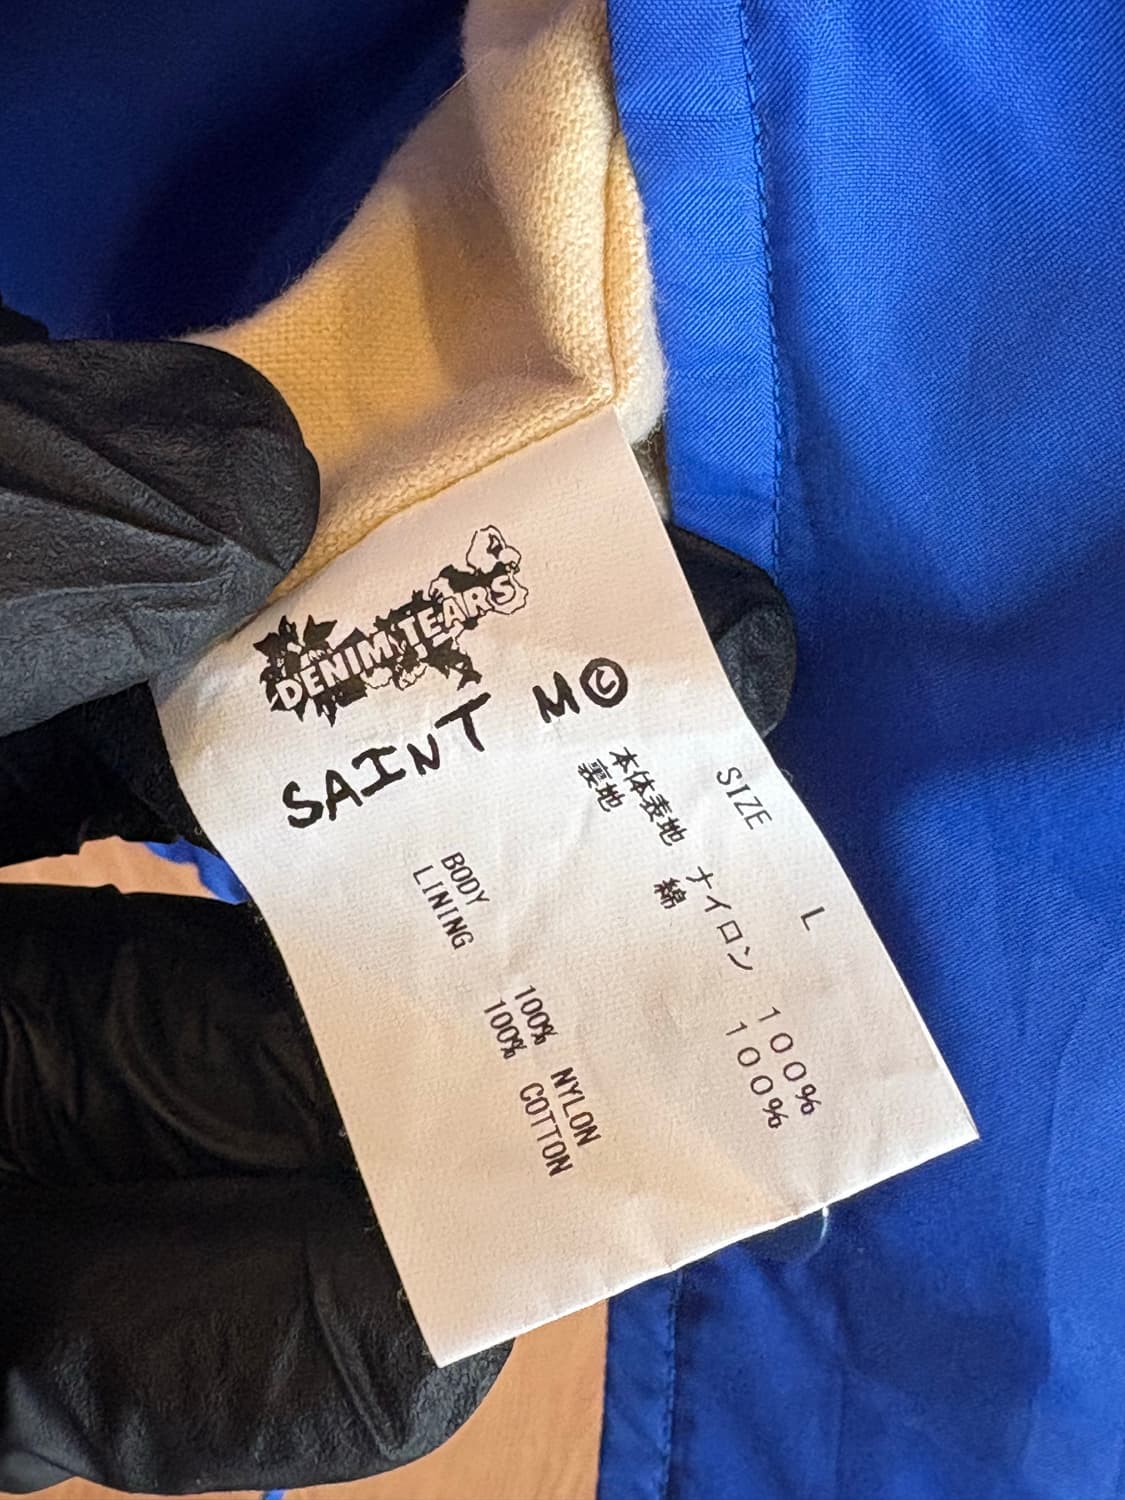 DENIM TEARS
SAINT M©
SIZE L
本体表地 ナイロン 100%
裏地 綿 100%
BODY 100% NYLON
LINING 100% COTTON